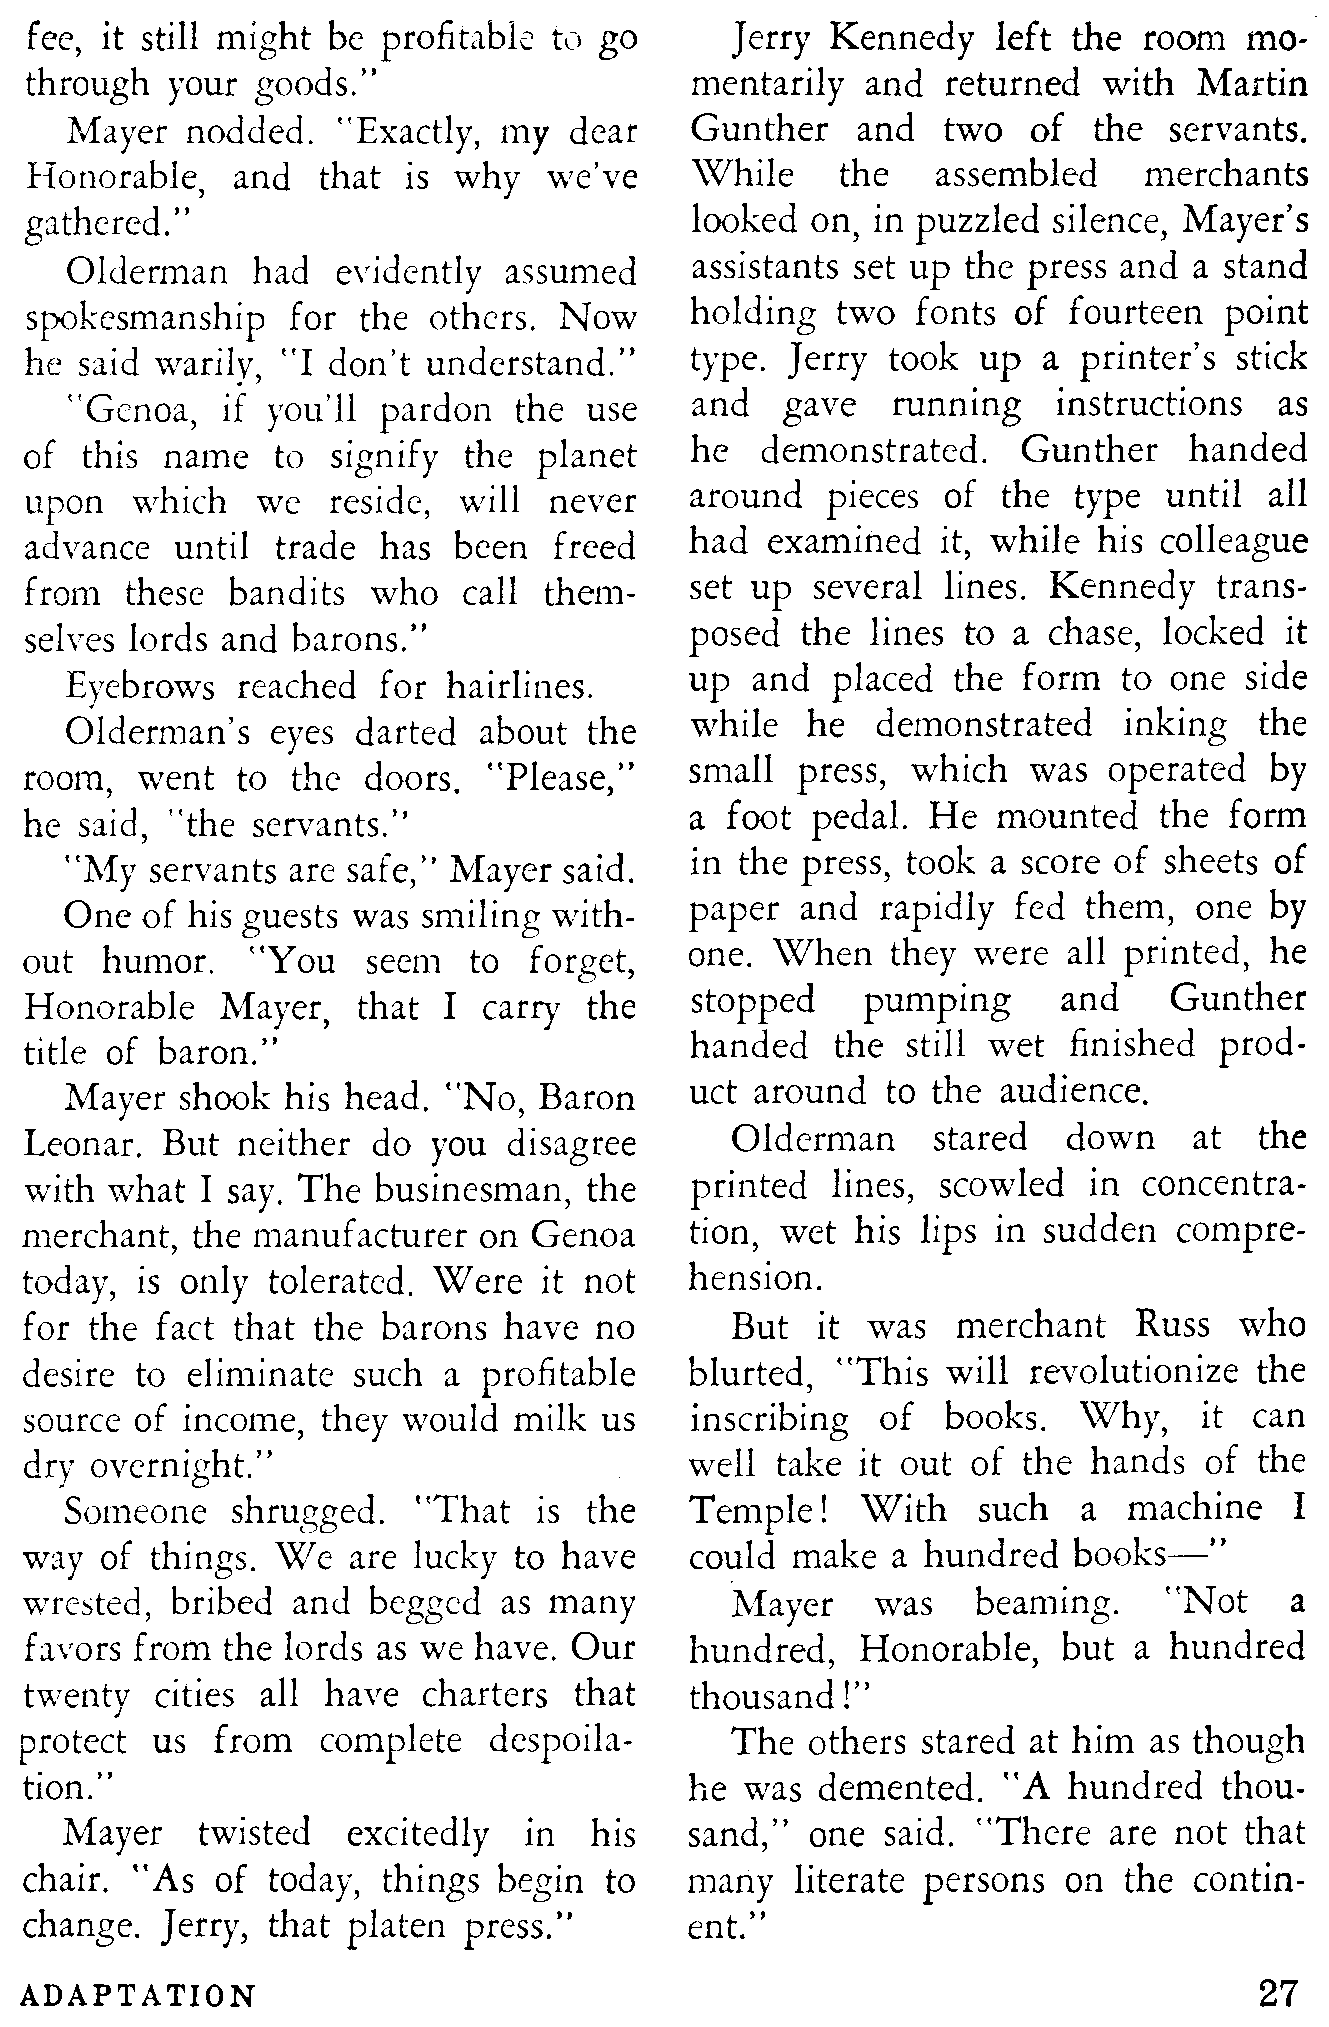 fee, it still might be profitable to go
through your goods."
Mayer nodded. "Exactly, my dear
Honorable, and that is why we've
gathered."
Olderman had evidently assumed
spokesmanship for the others. Now
he said warily, "I don't understand."
"Genoa, if you'll pardon the use
of this name to signify the planet
upon which we reside, will never
advance until trade has been freed
from these bandits who call them-
selves lords and barons."
Eyebrows reached for hairlines.
Olderman's eyes darted about the
room, went to the doors. "Please,"
he said, "the servants."
"My servants are safe," Mayer said.
One of his guests was smiling with-
out humor. "You seem to forget,
Honorable Mayer, that I carry the
title of baron."
Mayer shook his head. "No, Baron
Leonar. But neither do you disagree
with what I say. The businesman, the
merchant, the manufacturer on Genoa
today, is only tolerated. Were it not
for the fact that the barons have no
desire to eliminate such a profitable
source of income, they would milk us
dry overnight."
Someone shrugged. "That is the
way of things. We are lucky to have
wrested, bribed and begged as many
favors from the lords as we have. Our
twenty cities all have charters that
protect us from complete despoila-
tion."
Mayer twisted excitedly in his
chair. "As of today, things begin to
change. Jerry, that platen press."
Jerry Kennedy left the room mo-
mentarily and returned with Martin
Gunther and two of the servants.
While the assembled merchants
looked on, in puzzled silence, Mayer's
assistants set up the press and a stand
holding two fonts of fourteen point
type. Jerry took up a printer's stick
and gave running instructions as
he demonstrated. Gunther handed
around pieces of the type until all
had examined it, while his colleague
set up several lines. Kennedy trans-
posed the lines to a chase, locked it
up and placed the form to one side
while he demonstrated inking the
small press, which was operated by
a foot pedal. He mounted the form
in the press, took a score of sheets of
paper and rapidly fed them, one by
one. When they were all printed, he
stopped pumping and Gunther
handed the still wet finished prod-
uct around to the audience.
Olderman stared down at the
printed lines, scowled in concentra-
tion, wet his lips in sudden compre-
hension.
But it was merchant Russ who
blurted, "This will revolutionize the
inscribing of books. Why, it can
well take it out of the hands of the
Temple! With such a machine I
could make a hundred books—"
Mayer was beaming. "Not a
hundred, Honorable, but a hundred
thousand!"
The others stared at him as though
he was demented. "A hundred thou-
sand," one said. "There are not that
many literate persons on the contin-
ent."
ADAPTATION
27